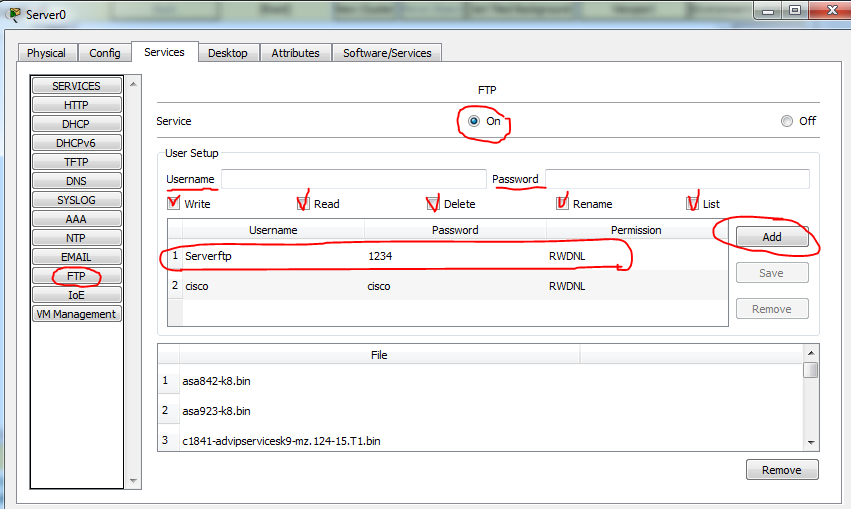 Server0
Physical Config Services Desktop Attributes Software/Services
SERVICES
HTTP
DHCP
DHCPv6
TFTP
DNS
SYSLOG
AAA
NTP
EMAIL
FTP
IoE
VM Management
FTP
Service On Off
User Setup
Username Password
Write Read Delete Rename List
Username Password Permission
1 Serverftp 1234 RWDNL
2 cisco cisco RWDNL
Add
Save
Remove
File
1 asa842-k8.bin
2 asa923-k8.bin
3 c1841-advipservicesk9-mz.124-15.T1.bin
Remove